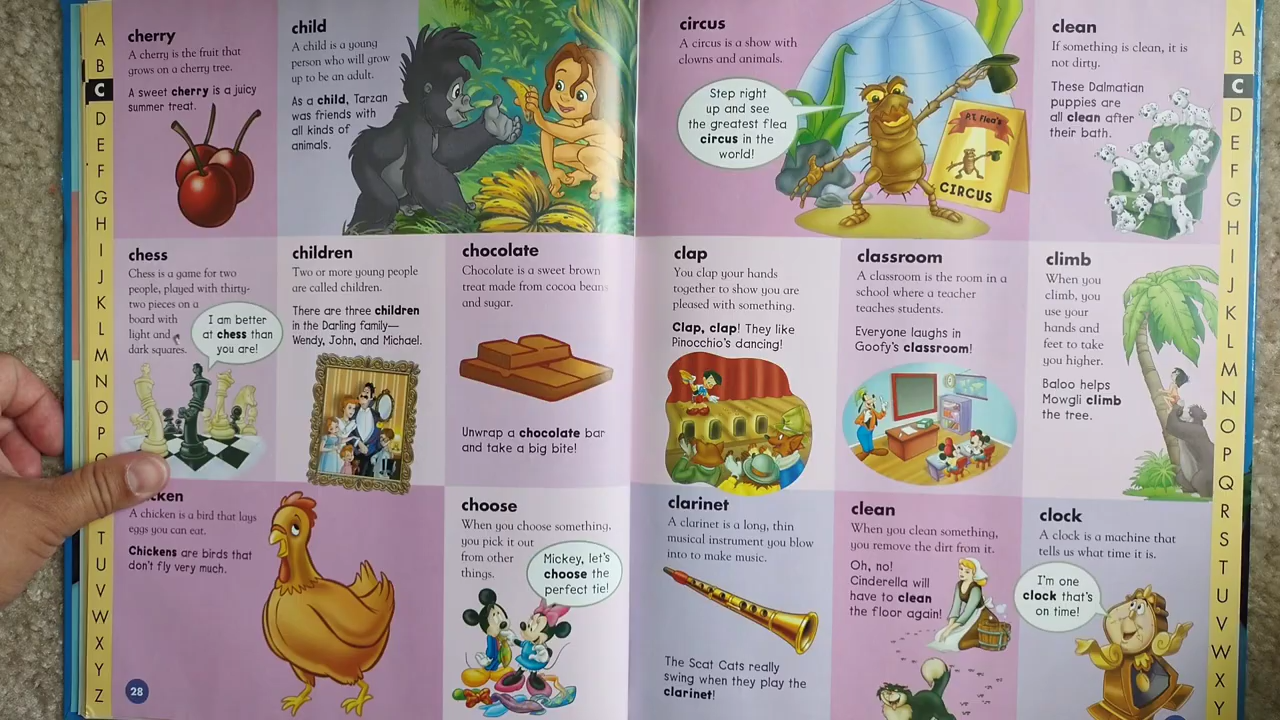 A
B
C
D
E
F
G
H
I
J
K
L
M
N
O
P
Q
T
U
V
W
X
Y
Z
cherry
A cherry is the fruit that
grows on a cherry tree.
A sweet cherry is a juicy
summer treat.
child
A child is a young
person who will grow
up to be an adult.
As a child, Tarzan
was friends with
all kinds of
animals.
chess
Chess is a game for two
people, played with thirty-
two pieces on a
board with
light and
dark squares.
I am better
at chess than
you are!
children
Two or more young people
are called children.
There are three children
in the Darling family—
Wendy, John, and Michael.
chocolate
Chocolate is a sweet brown
treat made from cocoa beans
and sugar.
Unwrap a chocolate bar
and take a big bite!
cken
A chicken is a bird that lays
eggs you can eat.
Chickens are birds that
don't fly very much.
choose
When you choose something,
you pick it out
from other
things.
Mickey, let's
choose the
perfect tie!
28
circus
A circus is a show with
clowns and animals.
Step right
up and see
the greatest flea
circus in the
world!
P.T. Flea's
CIRCUS
clean
If something is clean, it is
not dirty.
These Dalmatian
puppies are
all clean after
their bath.
clap
You clap your hands
together to show you are
pleased with something.
Clap, clap! They like
Pinocchio's dancing!
classroom
A classroom is the room in a
school where a teacher
teaches students.
Everyone laughs in
Goofy's classroom!
climb
When you
climb, you
use your
hands and
feet to take
you higher.
Baloo helps
Mowgli climb
the tree.
clarinet
A clarinet is a long, thin
musical instrument you blow
into to make music.
The Scat Cats really
swing when they play the
clarinet!
clean
When you clean something,
you remove the dirt from it.
Oh, no!
Cinderella will
have to clean
the floor again!
clock
A clock is a machine that
tells us what time it is.
I'm one
clock that's
on time!
A
B
C
D
E
F
G
H
I
J
K
L
M
N
O
P
Q
R
S
T
U
V
W
X
Y